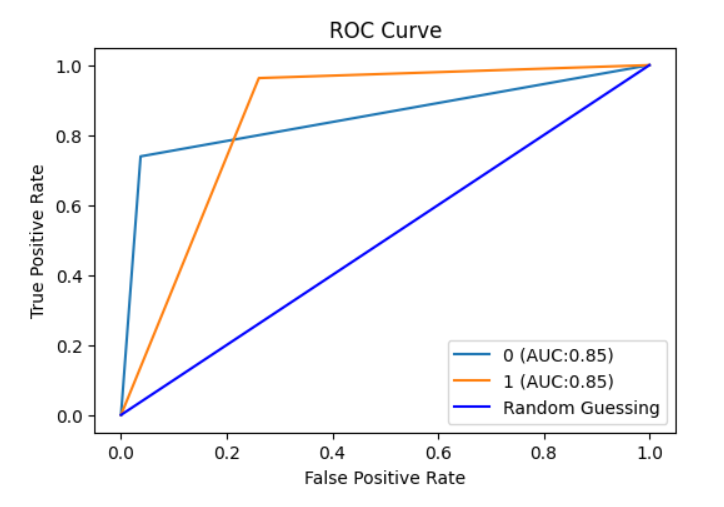 ROC Curve
True Positive Rate
1.0
0.8
0.6
0.4
0.2
0.0
0 (AUC:0.85)
1 (AUC:0.85)
Random Guessing
0.0 0.2 0.4 0.6 0.8 1.0
False Positive Rate